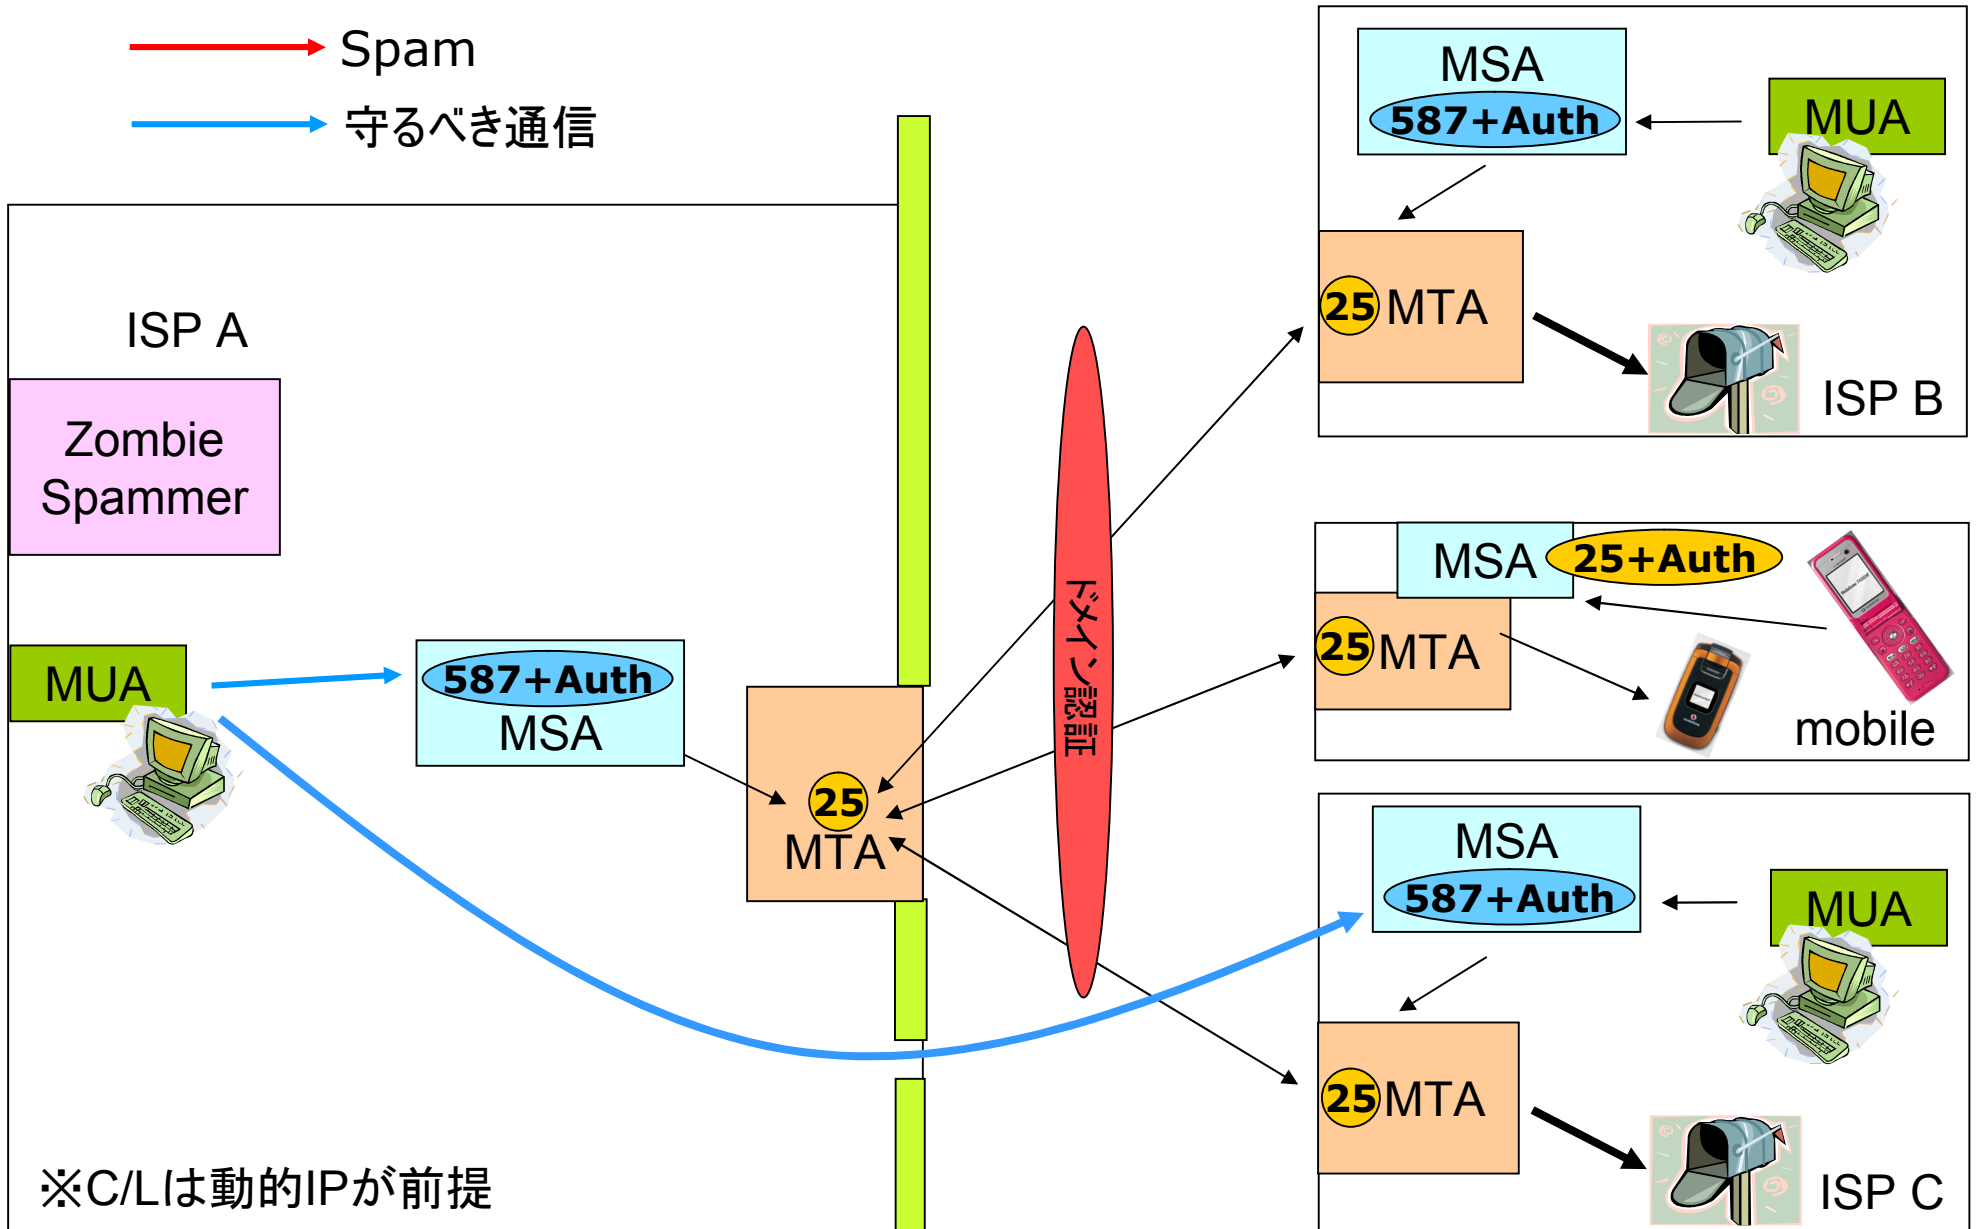 Spam
守るべき通信
ISP A
Zombie
Spammer
MUA
587+Auth
MSA
25
MTA
※C/Lは動的IPが前提
ドメイン認証
MSA
587+Auth
MUA
25 MTA
ISP B
MSA
25+Auth
25 MTA
mobile
MSA
587+Auth
MUA
25 MTA
ISP C